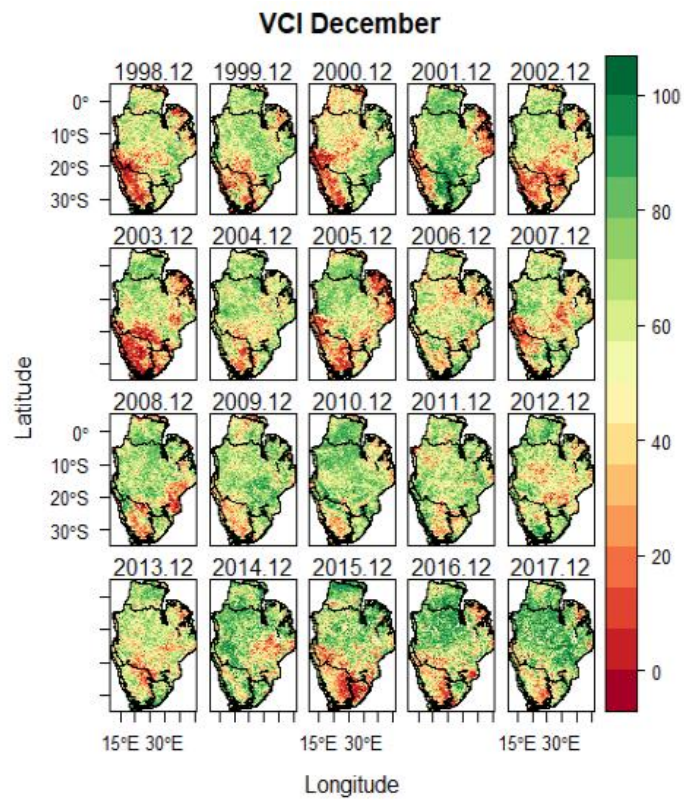 VCI December
1998.12 1999.12 2000.12 2001.12 2002.12
0°
10°S
20°S
30°S
2003.12 2004.12 2005.12 2006.12 2007.12
2008.12 2009.12 2010.12 2011.12 2012.12
0°
10°S
20°S
30°S
2013.12 2014.12 2015.12 2016.12 2017.12
15°E 30°E 15°E 30°E 15°E 30°E
Longitude
Latitude
100
80
60
40
20
0